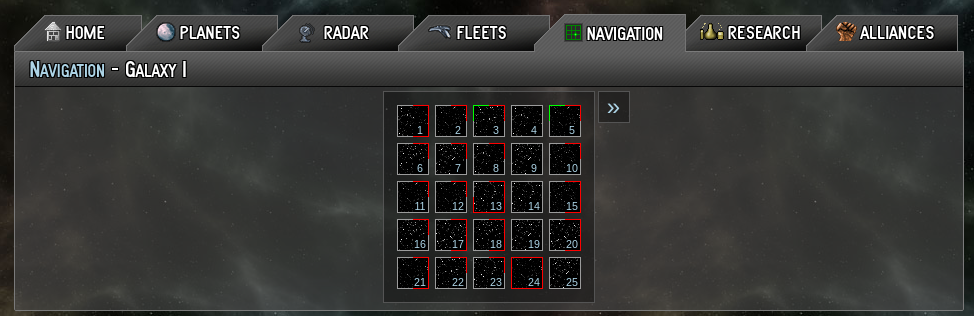 HOME PLANETS RADAR FLEETS NAVIGATION RESEARCH ALLIANCES
NAVIGATION - GALAXY I
»
1 2 3 4 5
6 7 8 9 10
11 12 13 14 15
16 17 18 19 20
21 22 23 24 25